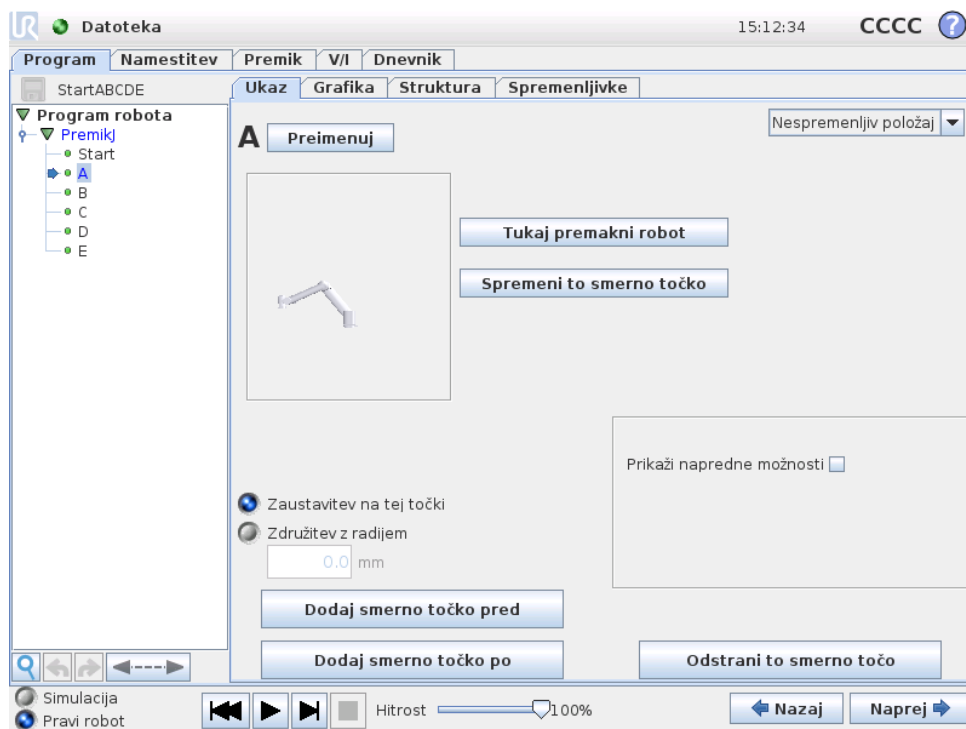 UR Datoteka 15:12:34 CCCC ?
Program Namestitev Premik V/I Dnevnik
StartABCDE
Ukaz Grafika Struktura Spremenljivke
Program robota
PremikJ
Start
A
B
C
D
E
A Preimenuj
Nespremenljiv položaj
Tukaj premakni robot
Spremeni to smerno točko
Prikaži napredne možnosti
Zaustavitev na tej točki
Združitev z radijem
0.0 mm
Dodaj smerno točko pred
Dodaj smerno točko po
Odstrani to smerno točo
Simulacija
Pravi robot
Hitrost 100%
Nazaj
Naprej